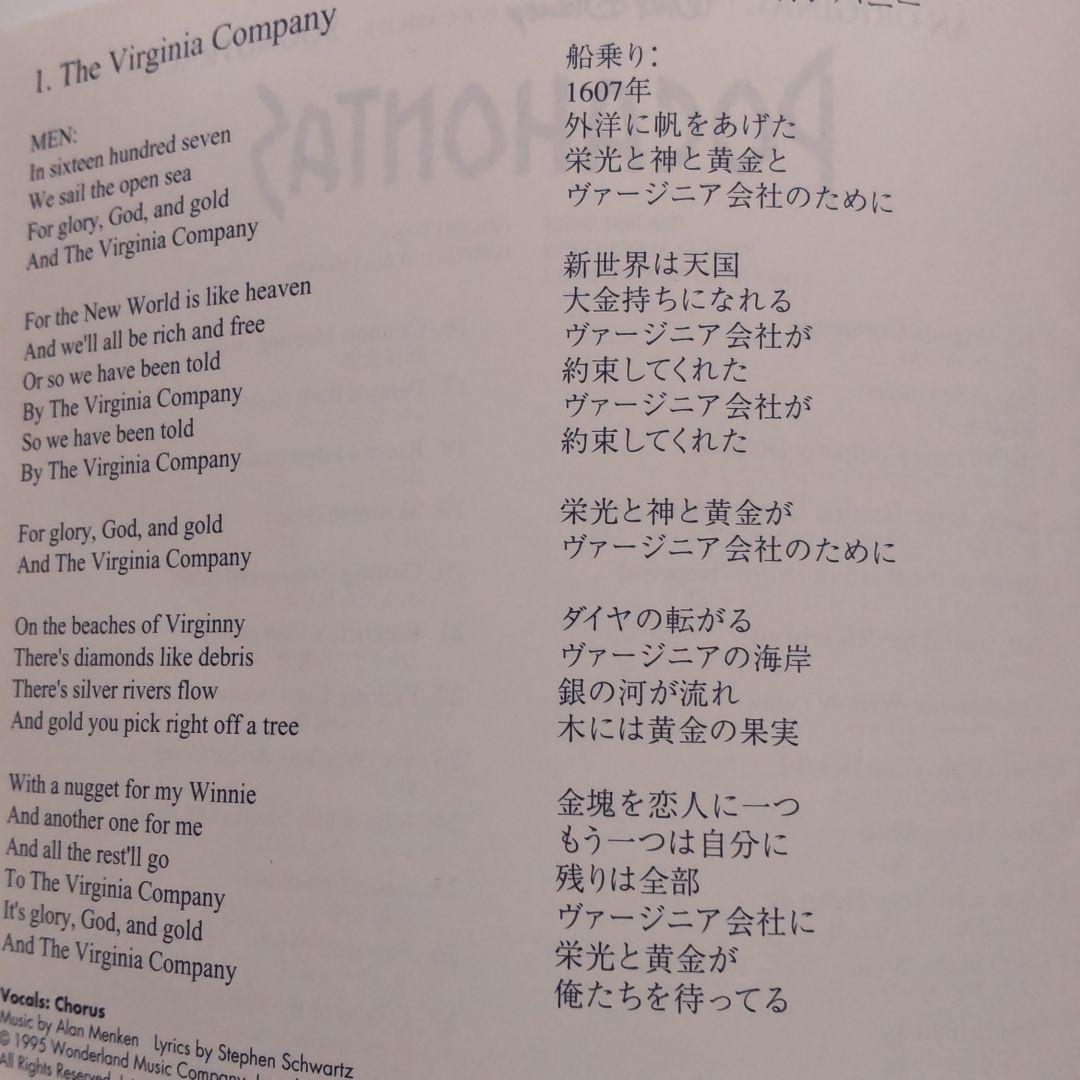 1. The Virginia Company
MEN:
In sixteen hundred seven
We sail the open sea
For glory, God, and gold
And The Virginia Company
For the New World is like heaven
And we'll all be rich and free
Or so we have been told
By The Virginia Company
So we have been told
By The Virginia Company
For glory, God, and gold
And The Virginia Company
On the beaches of Virginny
There's diamonds like debris
There's silver rivers flow
And gold you pick right off a tree
With a nugget for my Winnie
And another one for me
And all the rest'll go
To The Virginia Company
It's glory, God, and gold
And The Virginia Company
Vocals: Chorus
Music by Alan Menken Lyrics by Stephen Schwartz
© 1995 Wonderland Music Company
All Rights Reserved
船乗り:
1607年
外洋に帆をあげた
栄光と神と黄金と
ヴァージニア会社のために
新世界は天国
大金持ちになれる
ヴァージニア会社が
約束してくれた
ヴァージニア会社が
約束してくれた
栄光と神と黄金が
ヴァージニア会社のために
ダイヤの転がる
ヴァージニアの海岸
銀の河が流れ
木には黄金の果実
金塊を恋人に一つ
もう一つは自分に
残りは全部
ヴァージニア会社に
栄光と黄金が
俺たちを待ってる